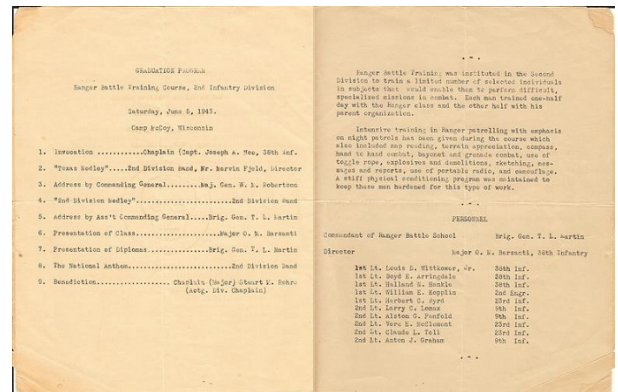 GRADUATION PROGRAM
Ranger Battle Training Course, 2nd Infantry Division
Saturday, June 5, 1943.
Camp McCoy, Wisconsin
1. Invocation ...........Chaplain (Capt. Joseph A. 38th Inf.
2. "Texas Medley"....2nd Division Band, Mr. Director
3. Address by Commanding General.....Maj. Gen. W. M. Robertson
4. "2nd Division Medley"....................2nd Division Band
5. Address by Ass't Commanding General....Brig. Gen. T. L. Martin
6. Presentation of Class................Major O. N. Barsanti
7. Presentation of Diplomas.............Brig. Gen. T. L. Martin
8. The National Anthem......................2nd Division Band
9. Benediction............... Chaplain (Major) Stuart M.
(Actg. Div. Chaplain)
- * -
Ranger Battle Training was instituted in the Second
Division to train a limited number of selected individuals
in subjects that would enable them to perform difficult,
specialized missions in combat. Each man trained one-half
day with the Ranger class and the other half with his
parent organization.
Intensive training in Ranger patrolling with emphasis
on night patrols has been given during the course which
also included map reading, terrain appreciation, compass,
hand to hand combat, bayonet and grenade combat, use of
toggle rope, explosives and demolitions, sketching, mes-
sages and reports, use of portable radio, and camouflage.
A stiff physical conditioning program was maintained to
keep these men hardened for this type of work.
- * -
PERSONNEL
Commandant of Ranger Battle School Brig. Gen. T. L. Martin
Director Major O. N. Barsanti, 38th Infantry
1st Lt. Louis D. Wittkower, Jr. 38th Inf.
1st Lt. Boyd E. Arringdale 38th Inf.
1st Lt. Holland N. Hankle 38th Inf.
1st Lt. William E. Kopplin 2nd Engr.
1st Lt. Herbert C. Byrd 23rd Inf.
2nd Lt. Larry C. Lomas 9th Inf.
2nd Lt. Alston O. Penfold 9th Inf.
2nd Lt. Vere E. McClement 23rd Inf.
2nd Lt. Claude L. 23rd Inf.
2nd Lt. Anton J. Graham 9th Inf.
- * -